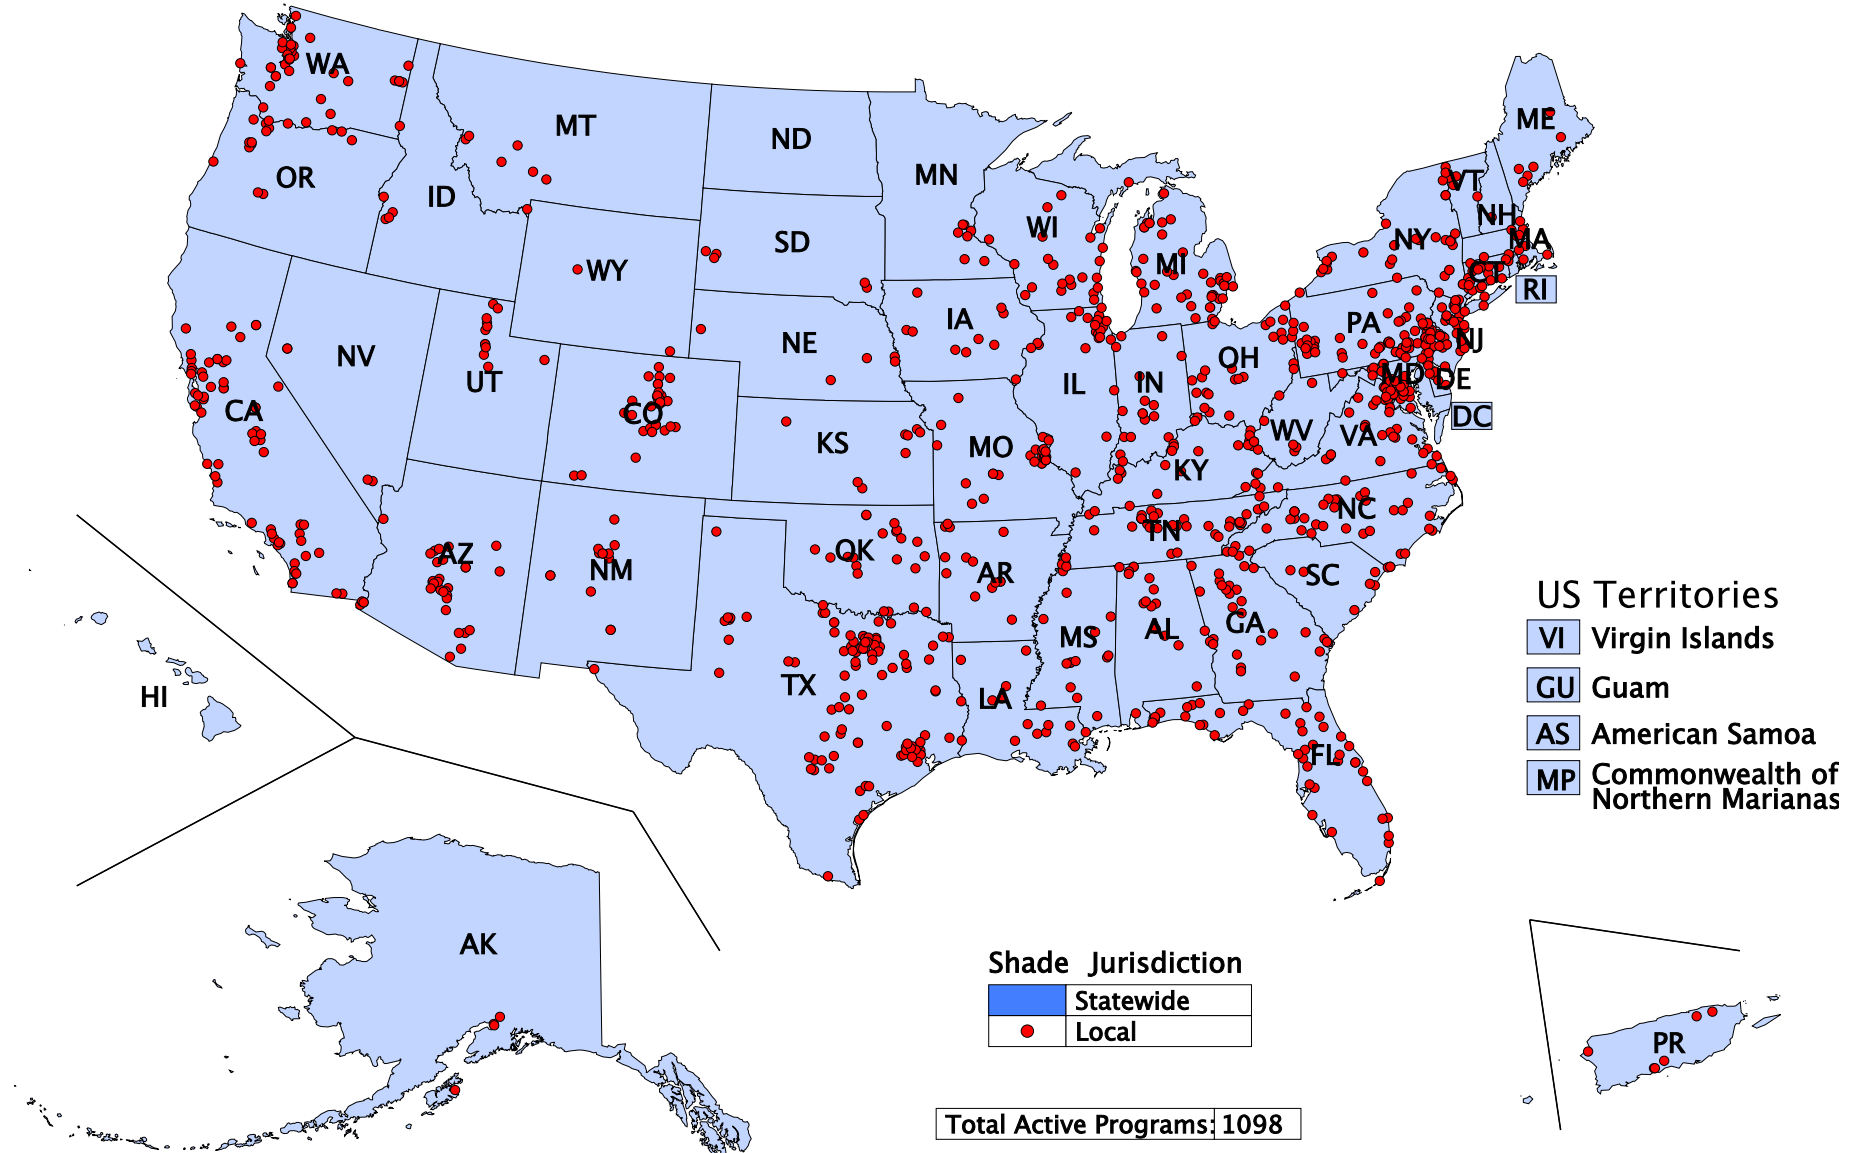 WA
MT
ND
MN
ME
OR
ID
SD
WI
MI
VT
NH
NY
MA
WY
CT
RI
NV
UT
NE
IA
PA
NJ
CA
CO
KS
MO
IL
IN
OH
MD
DE
DC
WV
VA
KY
AZ
NM
OK
AR
TN
NC
SC
TX
LA
MS
AL
GA
FL
HI
AK
PR
US Territories
VI Virgin Islands
GU Guam
AS American Samoa
MP Commonwealth of
Northern Marianas
Shade Jurisdiction
Statewide
Local
Total Active Programs: 1098